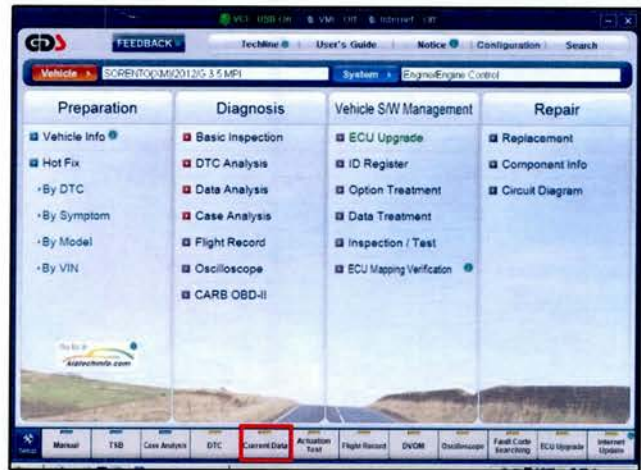 VCI : USB On VMI : Off Internet : Off
GDS FEEDBACK Techline User's Guide Notice Configuration Search
Vehicle SORENTO(XM)/2012/G 3.5 MPI System Engine/Engine Control
Preparation
Vehicle Info
Hot Fix
By DTC
By Symptom
By Model
By VIN
kiatechinfo.com
Diagnosis
Basic Inspection
DTC Analysis
Data Analysis
Case Analysis
Flight Record
Oscilloscope
CARB OBD-II
Vehicle S/W Management
ECU Upgrade
ID Register
Option Treatment
Data Treatment
Inspection / Test
ECU Mapping Verification
Repair
Replacement
Component Info
Circuit Diagram
Setup Manual TSB Case Analysis DTC Current Data Actuation Test Flight Record DVOM Oscilloscope Fault Code Searching ECU Upgrade Internet Update